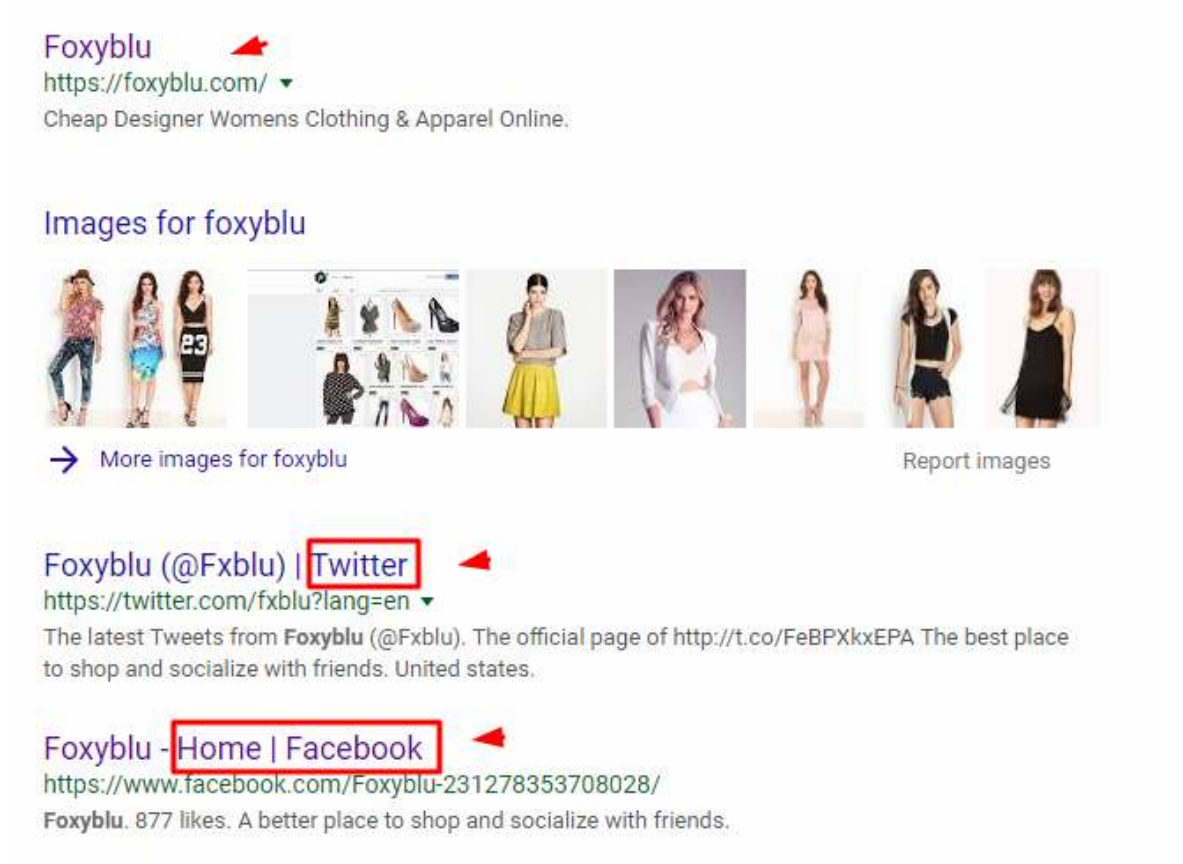 Foxyblu
https://foxyblu.com/
Cheap Designer Womens Clothing & Apparel Online.
Images for foxyblu
23
More images for foxyblu
Report images
Foxyblu (@Fxblu) | Twitter
https://twitter.com/fxblu?lang=en
The latest Tweets from Foxyblu (@Fxblu). The official page of http://t.co/FeBPXkxEPA The best place
to shop and socialize with friends. United states.
Foxyblu - Home | Facebook
https://www.facebook.com/Foxyblu-231278353708028/
Foxyblu. 877 likes. A better place to shop and socialize with friends.